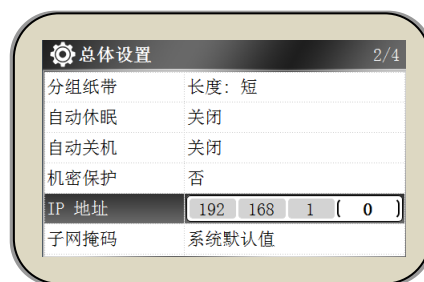 总体设置 2/4
分组纸带 长度: 短
自动休眠 关闭
自动关机 关闭
机密保护 否
IP 地址 192 168 1 ( 0 )
子网掩码 系统默认值